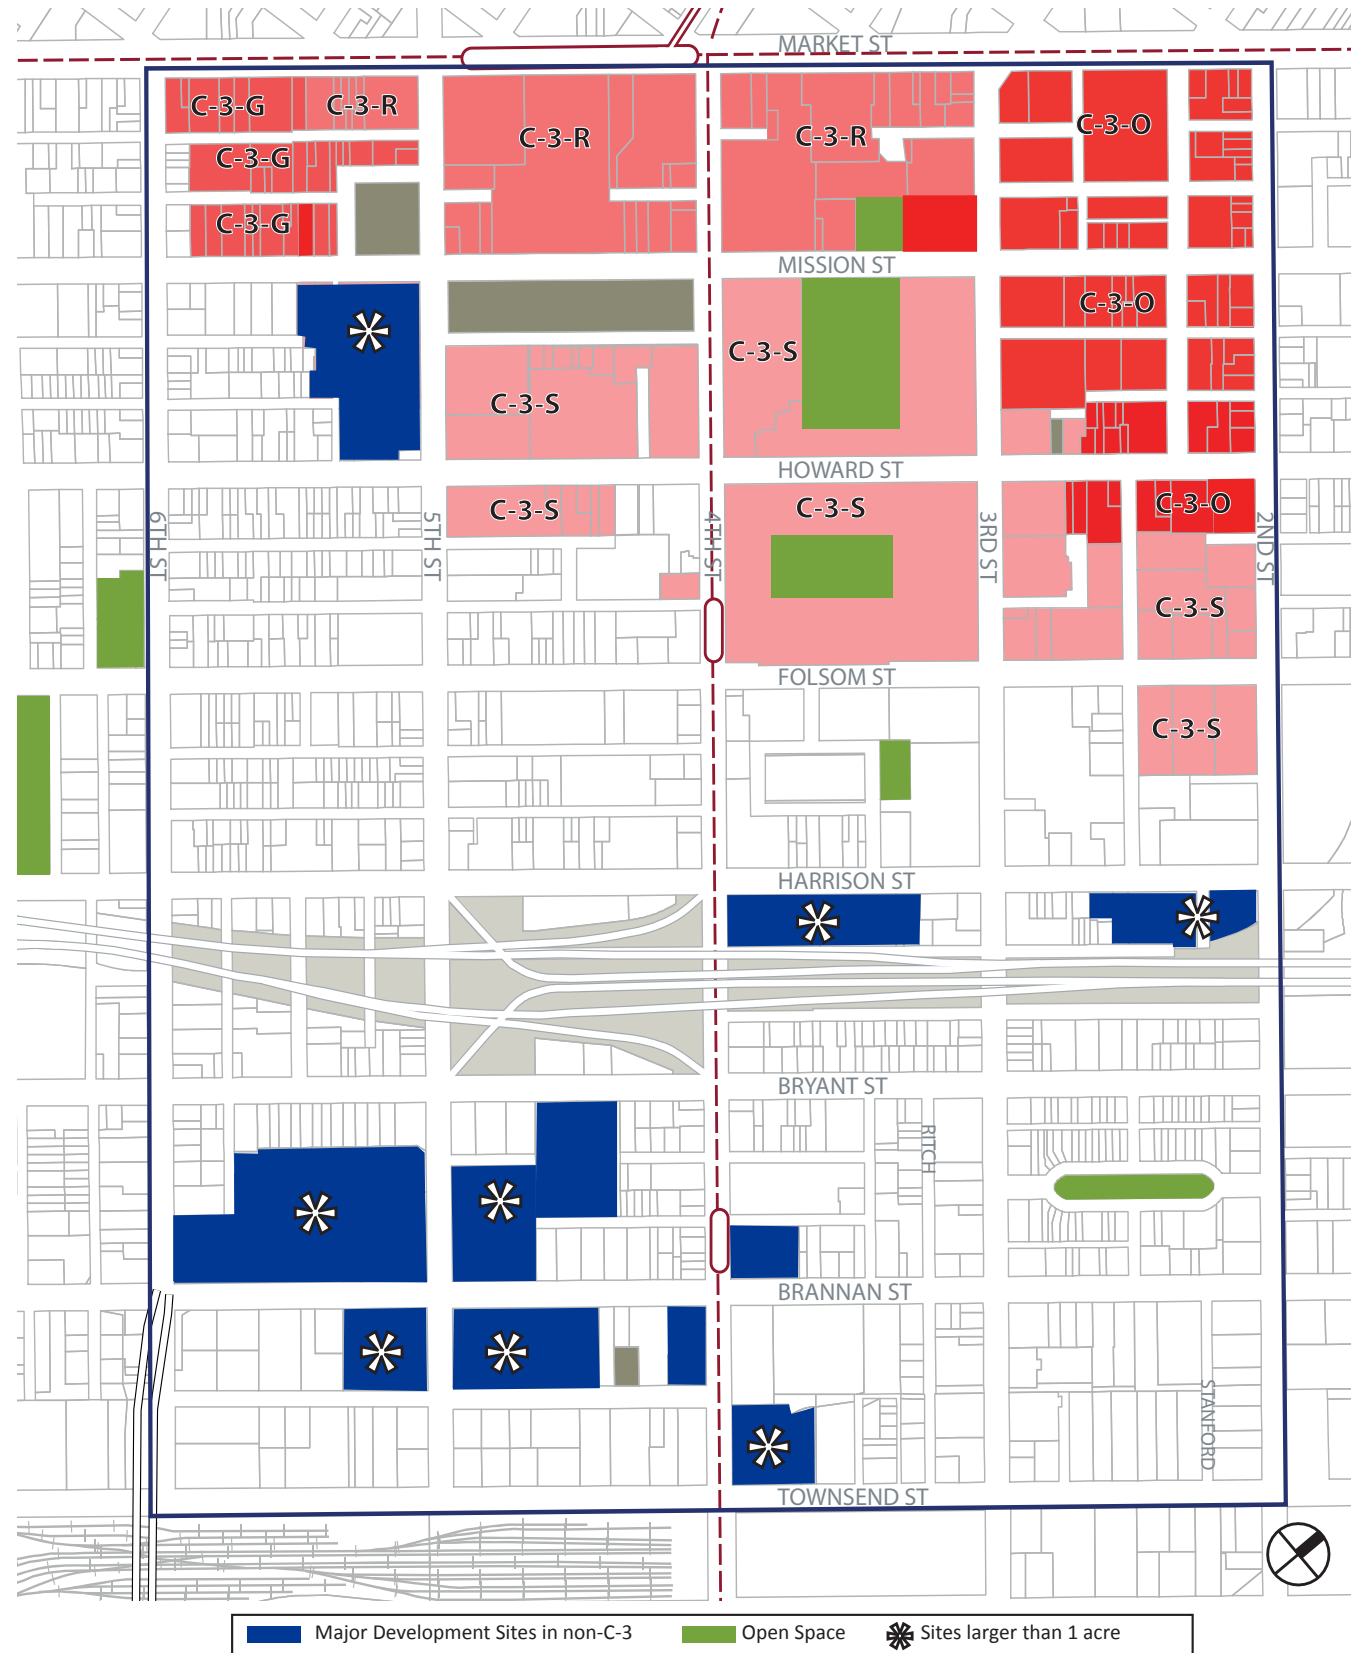 MARKET ST
C-3-G
C-3-R
C-3-R
C-3-R
C-3-O
C-3-G
C-3-G
MISSION ST
C-3-O
C-3-S
C-3-S
HOWARD ST
C-3-S
C-3-S
C-3-O
6TH ST
5TH ST
4TH ST
3RD ST
2ND ST
C-3-S
FOLSOM ST
C-3-S
HARRISON ST
BRYANT ST
RITCH
BRANNAN ST
STANFORD
TOWNSEND ST
Major Development Sites in non-C-3
Open Space
Sites larger than 1 acre